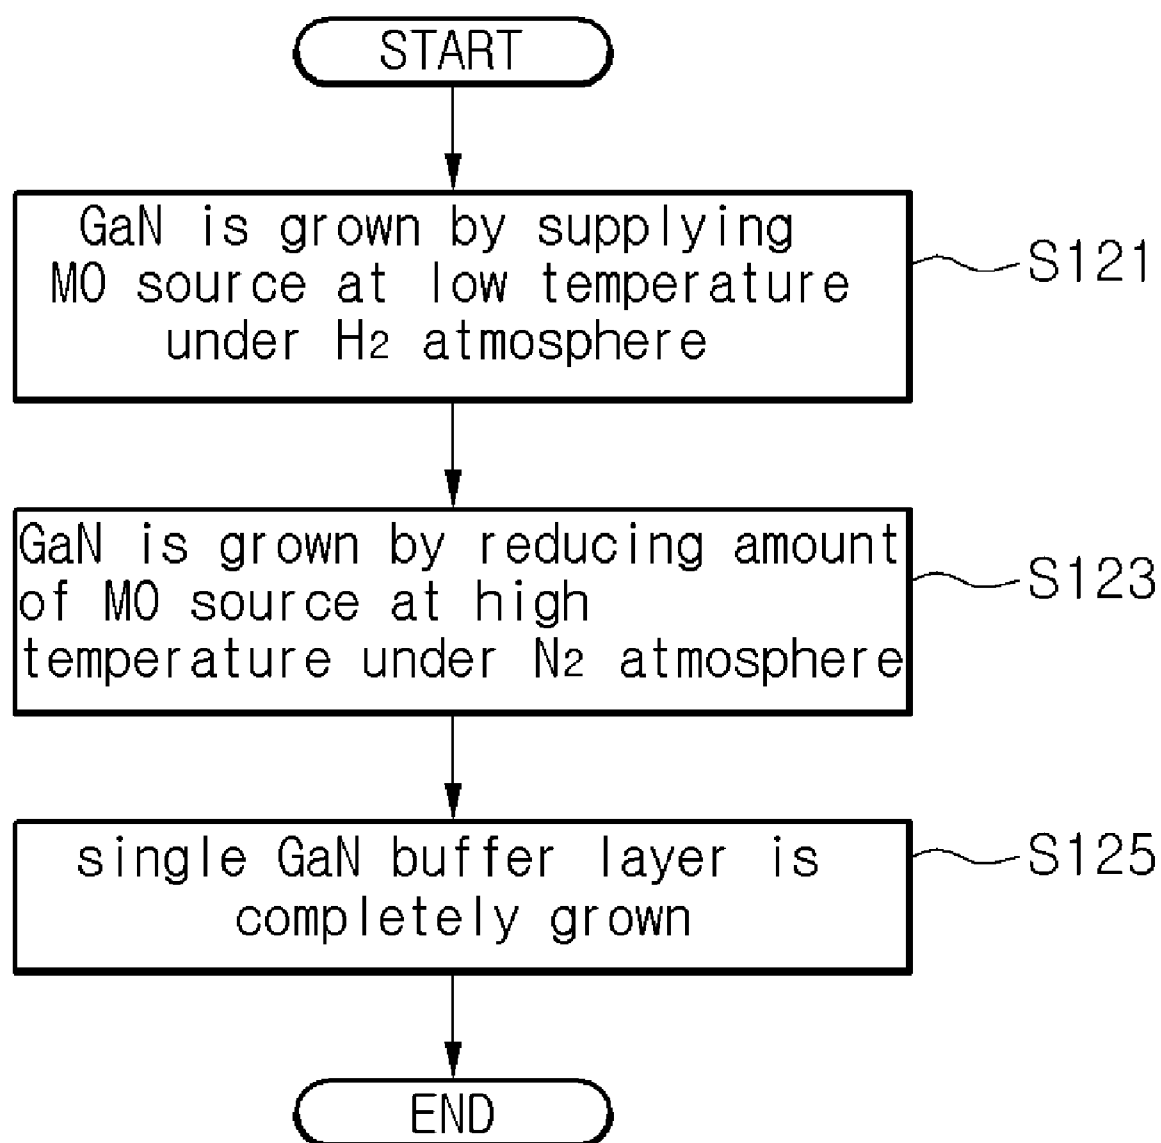 START
GaN is grown by supplying
MO source at low temperature
under H2 atmosphere
S121
GaN is grown by reducing amount
of MO source at high
temperature under N2 atmosphere
S123
single GaN buffer layer is
completely grown
S125
END